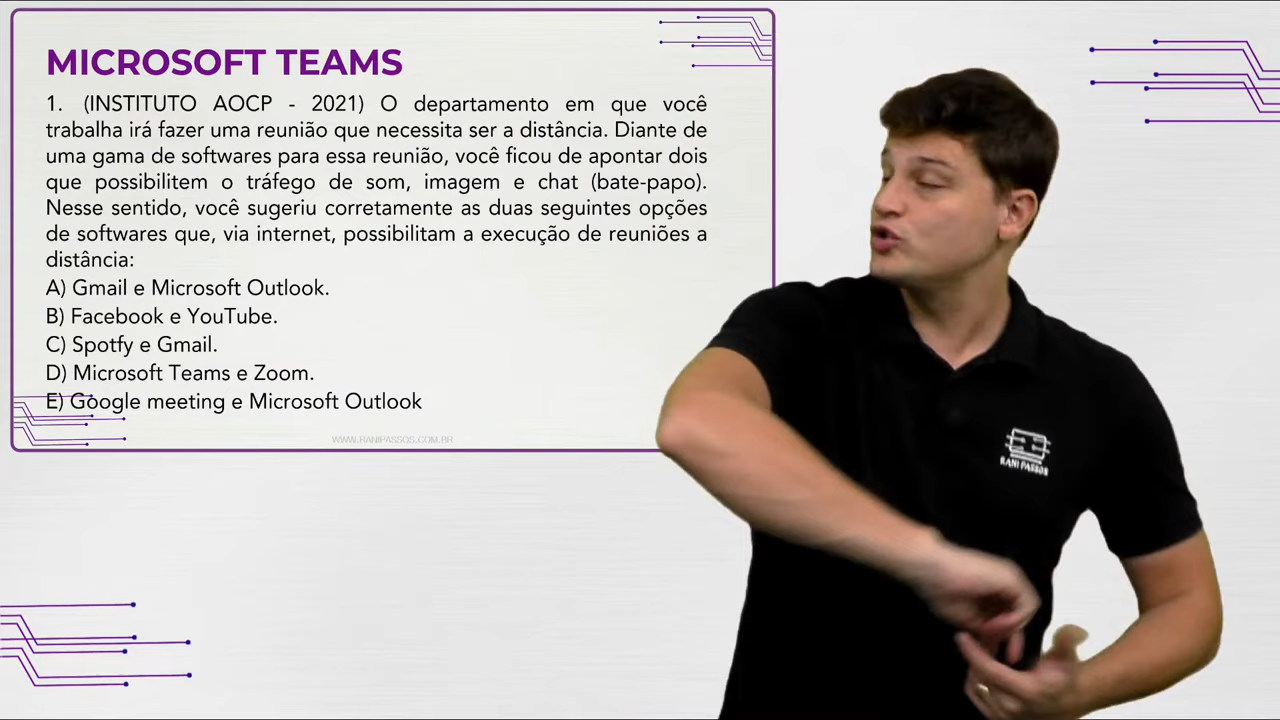 MICROSOFT TEAMS
1. (INSTITUTO AOCP - 2021) O departamento em que você
trabalha irá fazer uma reunião que necessita ser a distância. Diante de
uma gama de softwares para essa reunião, você ficou de apontar dois
que possibilitem o tráfego de som, imagem e chat (bate-papo).
Nesse sentido, você sugeriu corretamente as duas seguintes opções
de softwares que, via internet, possibilitam a execução de reuniões a
distância:
A) Gmail e Microsoft Outlook.
B) Facebook e YouTube.
C) Spotfy e Gmail.
D) Microsoft Teams e Zoom.
E) Google meeting e Microsoft Outlook
WWW.RANIPASSOS.COM.BR
RANI PASSOS